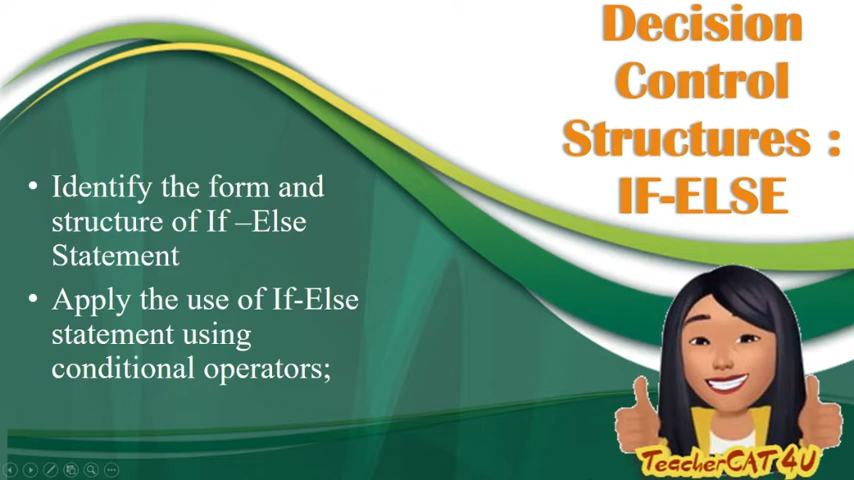 Decision
Control
Structures :
IF-ELSE
• Identify the form and
structure of If –Else
Statement
• Apply the use of If-Else
statement using
conditional operators;
TeacherCAT 4U